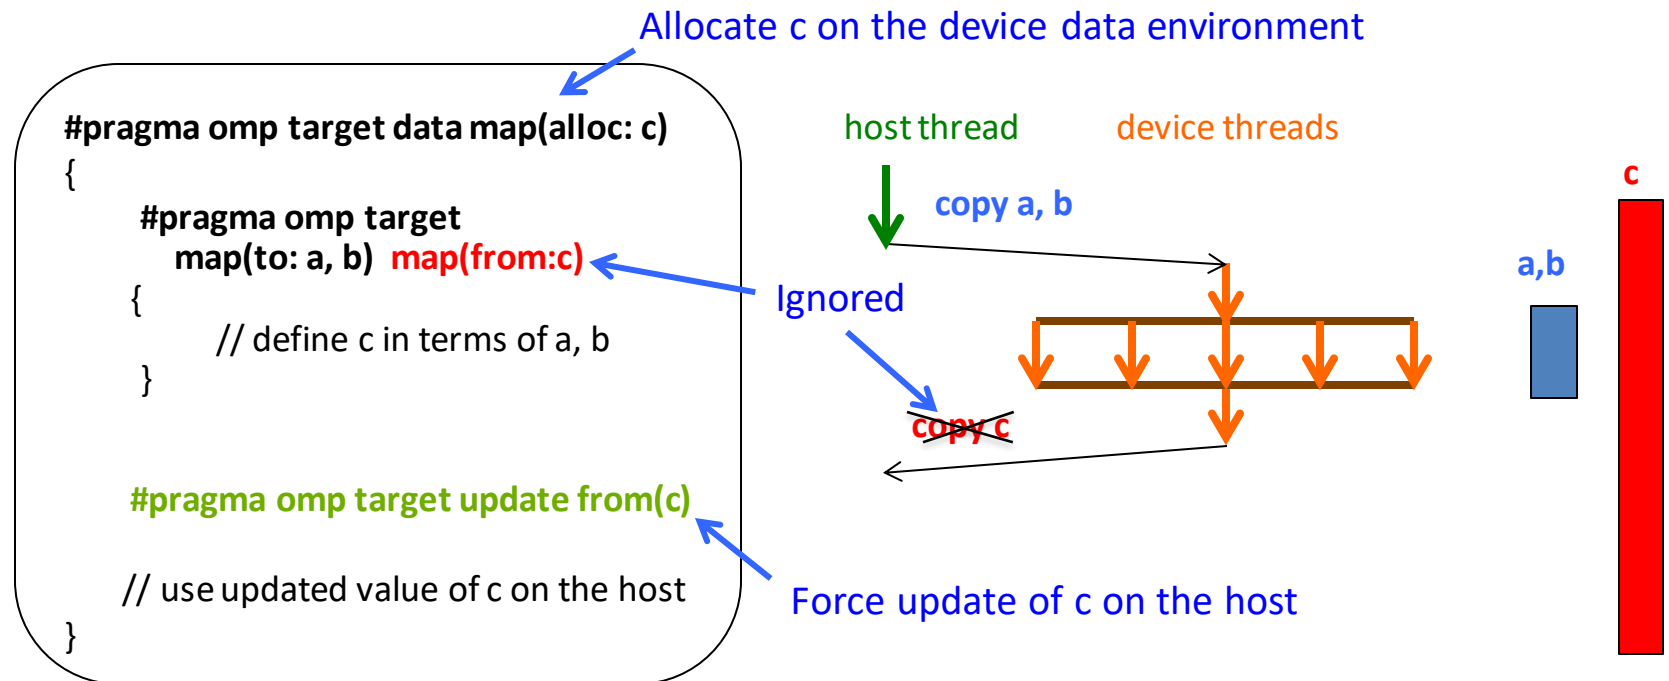 Allocate c on the device data environment
#pragma omp target data map(alloc: c)
{
#pragma omp target
map(to: a, b) map(from:c)
{
// define c in terms of a, b
}
#pragma omp target update from(c)
// use updated value of c on the host
}
host thread
device threads
copy a, b
Ignored
copy c
Force update of c on the host
a,b
c